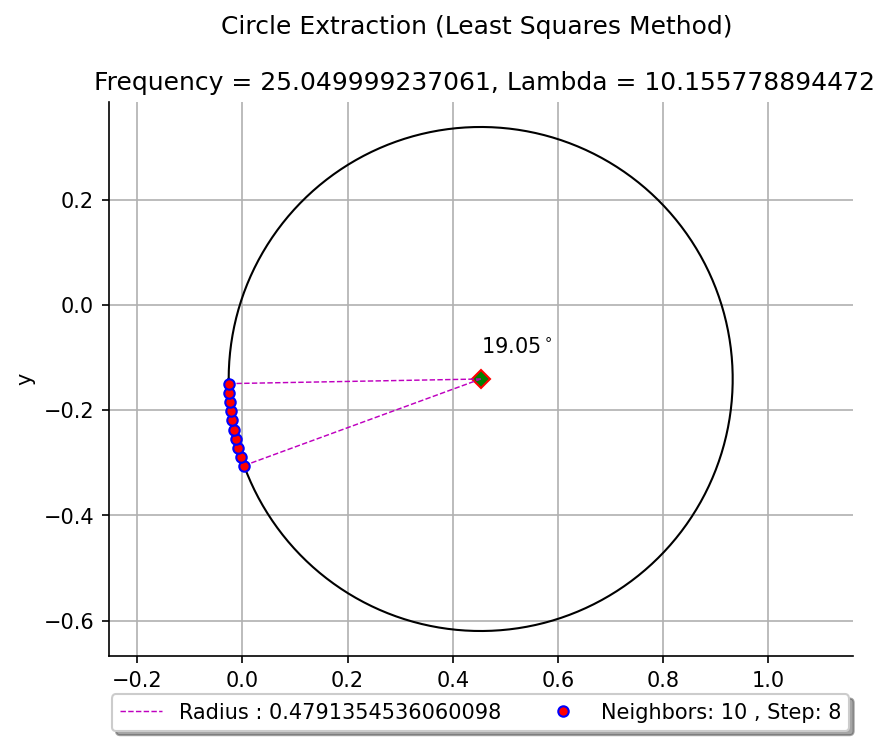 Circle Extraction (Least Squares Method)
Frequency = 25.049999237061, Lambda = 10.155778894472
0.2
0.0
−0.2
−0.4
−0.6
y
19.05°
−0.2 0.0 0.2 0.4 0.6 0.8 1.0
Radius : 0.4791354536060098 Neighbors: 10 , Step: 8